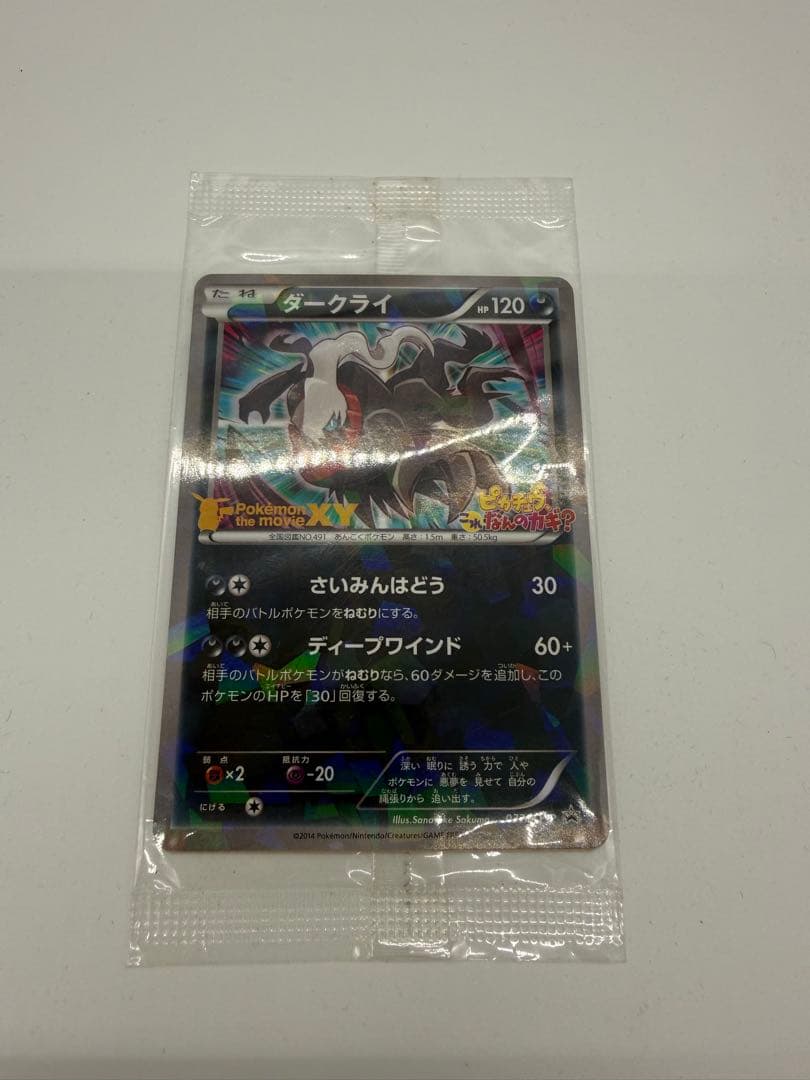 たね ダークライ HP120
Pokémon
the movie XY
ピカチュウ
これなんのカギ?
全国図鑑NO.491 あんこくポケモン 高さ:1.5m 重さ:50.5kg
さいみんはどう 30
相手のバトルポケモンをねむりにする。
ディープワインド 60+
相手のバトルポケモンがねむりなら、60ダメージを追加し、この
ポケモンのHPを「30」回復する。
弱点 抵抗力
×2 -20
にげる
深い 眠りに 誘う 力で 人や
ポケモンに 悪夢を 見せて 自分の
縄張りから 追い出す。
Illus.Sanosuke Sakuma
©2014 Pokémon/Nintendo/Creatures/GAME